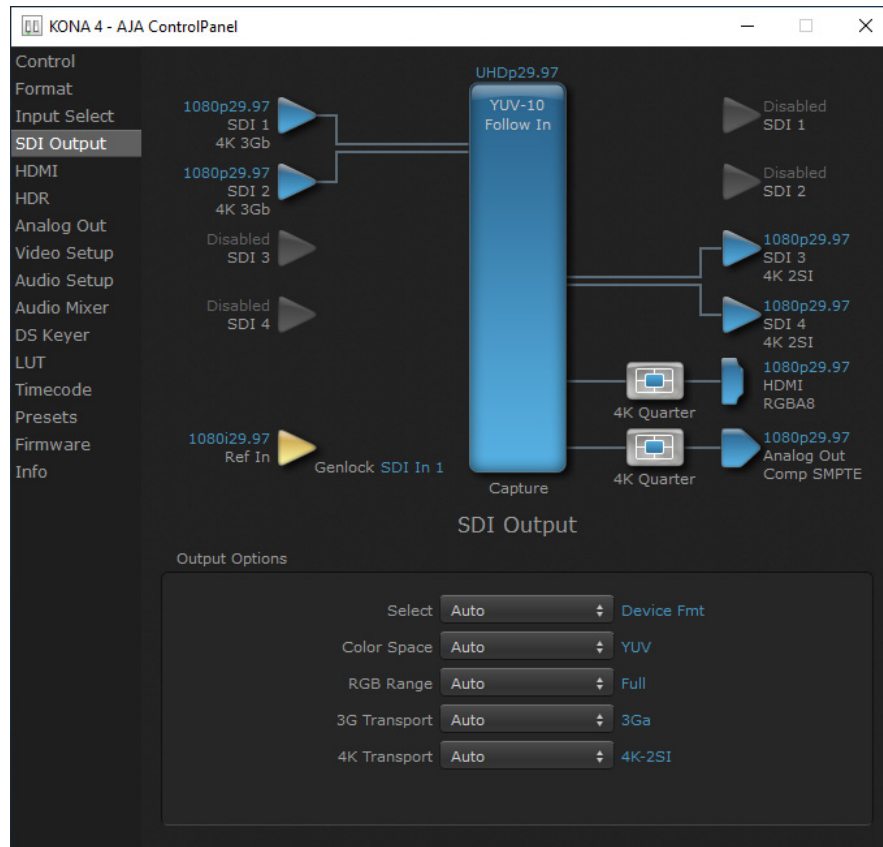 KONA 4 - AJA ControlPanel
Control
Format
Input Select
SDI Output
HDMI
HDR
Analog Out
Video Setup
Audio Setup
Audio Mixer
DS Keyer
LUT
Timecode
Presets
Firmware
Info
UHDp29.97
YUV-10
Follow In
1080p29.97
SDI 1
4K 3Gb
1080p29.97
SDI 2
4K 3Gb
Disabled
SDI 3
Disabled
SDI 4
1080i29.97
Ref In
Genlock SDI In 1
Capture
Disabled
SDI 1
Disabled
SDI 2
1080p29.97
SDI 3
4K 2SI
1080p29.97
SDI 4
4K 2SI
4K Quarter
1080p29.97
HDMI
RGBA8
4K Quarter
1080p29.97
Analog Out
Comp SMPTE
SDI Output
Output Options
Select Auto Device Fmt
Color Space Auto YUV
RGB Range Auto Full
3G Transport Auto 3Ga
4K Transport Auto 4K-2SI